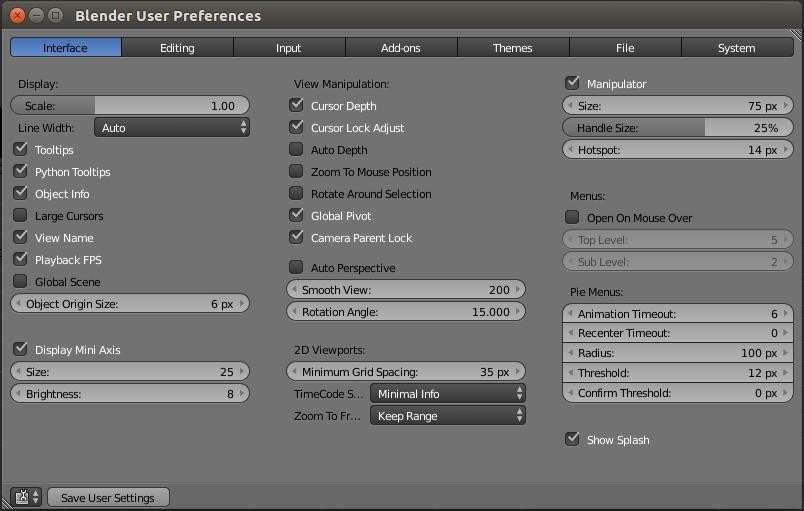 Blender User Preferences
Interface Editing Input Add-ons Themes File System
Display:
Scale: 1.00
Line Width: Auto
Tooltips
Python Tooltips
Object Info
Large Cursors
View Name
Playback FPS
Global Scene
Object Origin Size: 6 px
Display Mini Axis
Size: 25
Brightness: 8
View Manipulation:
Cursor Depth
Cursor Lock Adjust
Auto Depth
Zoom To Mouse Position
Rotate Around Selection
Global Pivot
Camera Parent Lock
Auto Perspective
Smooth View: 200
Rotation Angle: 15.000
2D Viewports:
Minimum Grid Spacing: 35 px
TimeCode S... Minimal Info
Zoom To Fr... Keep Range
Manipulator
Size: 75 px
Handle Size: 25%
Hotspot: 14 px
Menus:
Open On Mouse Over
Top Level: 5
Sub Level: 2
Pie Menus:
Animation Timeout: 6
Recenter Timeout: 0
Radius: 100 px
Threshold: 12 px
Confirm Threshold: 0 px
Show Splash
Save User Settings